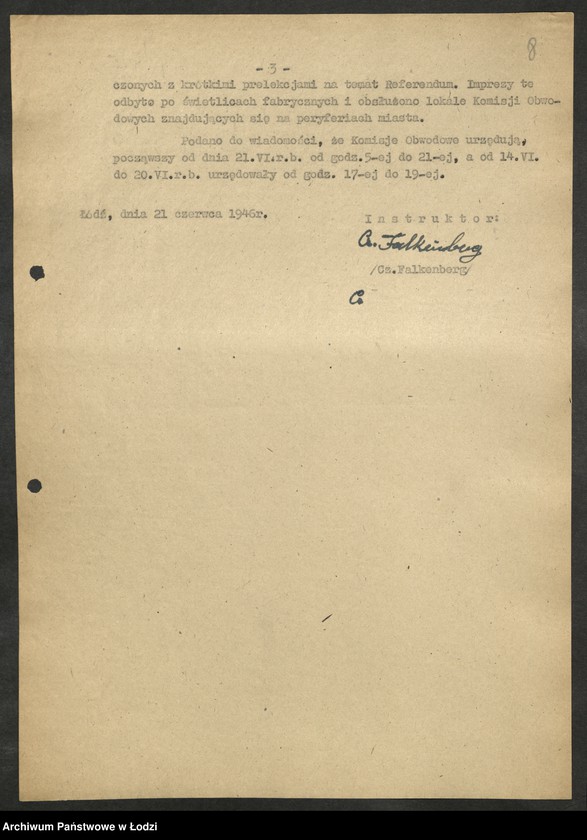 8
- 3 -
czonych z krótkimi prelekcjami na temat Referendum. Imprezy te
odbyte po świetlicach fabrycznych i obsłużono lokale Komisji Obwo-
dowych znajdujących się na peryferiach miasta.
Podano do wiadomości, że Komisje Obwodowe urzędują,
począwszy od dnia 21.VI.r.b. od godz.5-ej do 21-ej, a od 14.VI.
do 20.VI.r.b. urzędowały od godz. 17-ej do 19-ej.
Łódź, dnia 21 czerwca 1946r.
I n s t r u k t o r:
Cz. Falkenberg
/Cz.Falkenberg/
Archiwum Państwowe w Łodzi